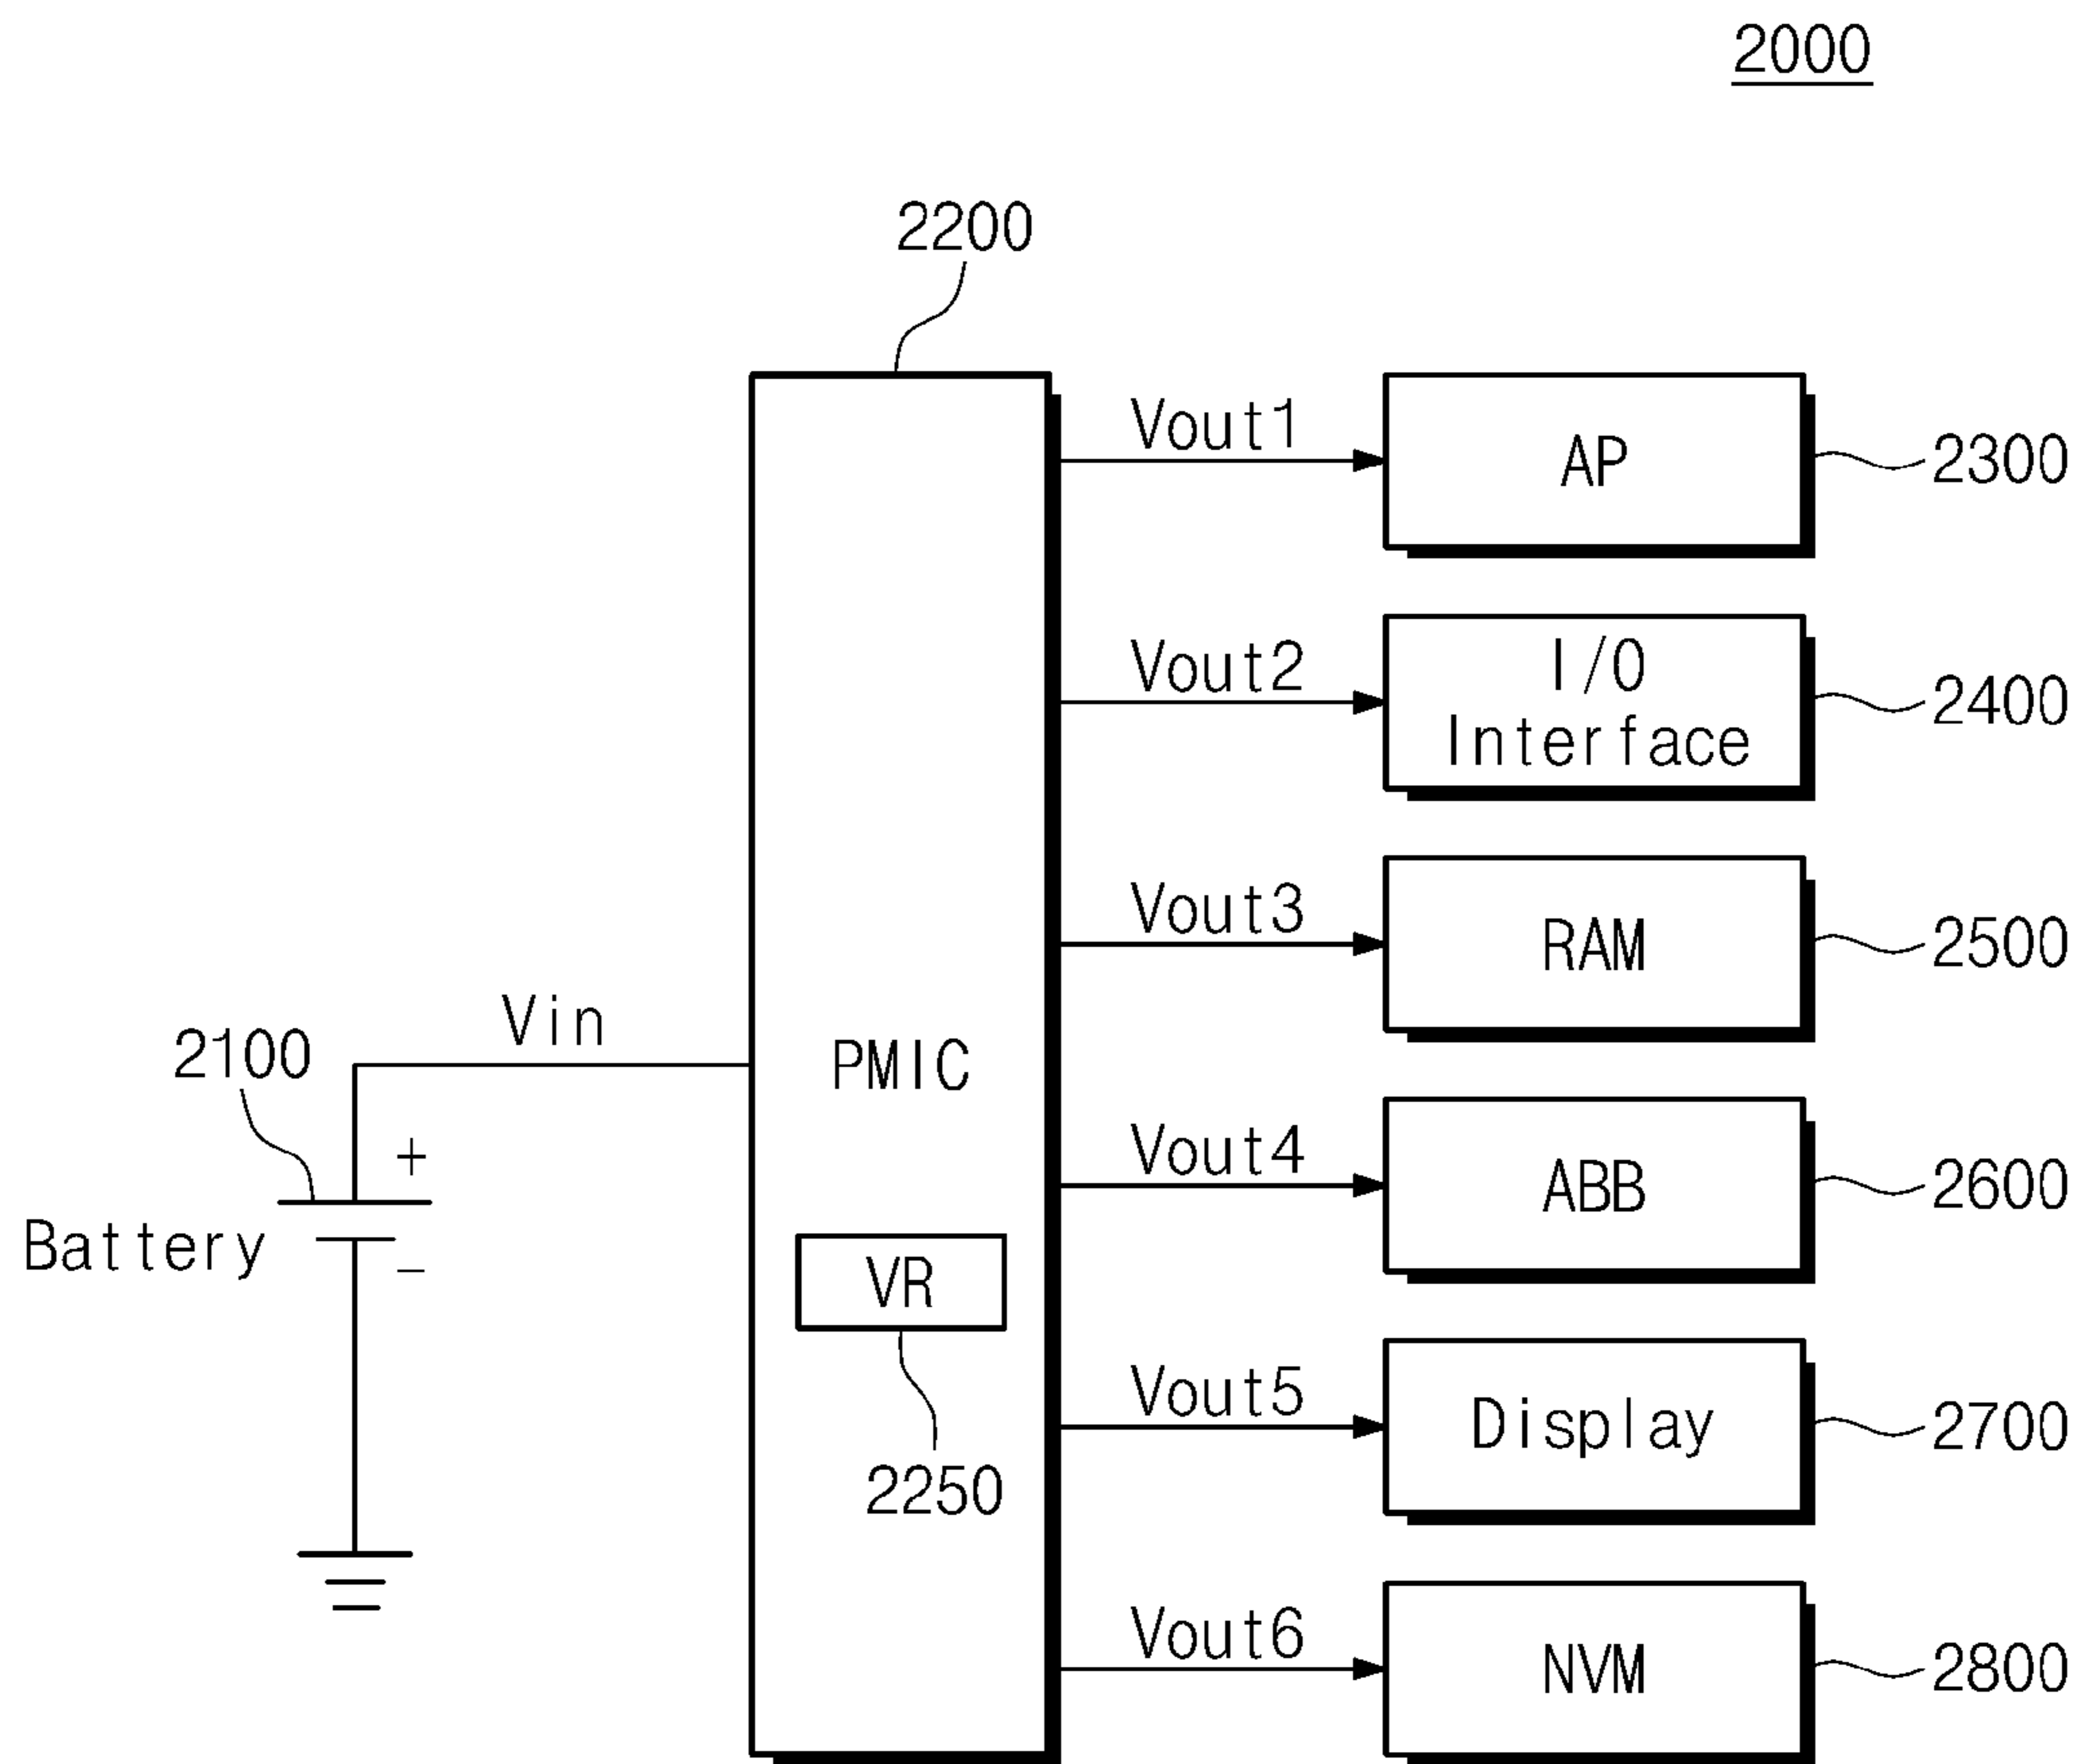 2000
2200
Vout1
AP
2300
Vout2
I/O
Interface
2400
Vout3
RAM
2500
Vin
2100
PMIC
+
Battery
-
Vout4
ABB
2600
VR
2250
Vout5
Display
2700
Vout6
NVM
2800